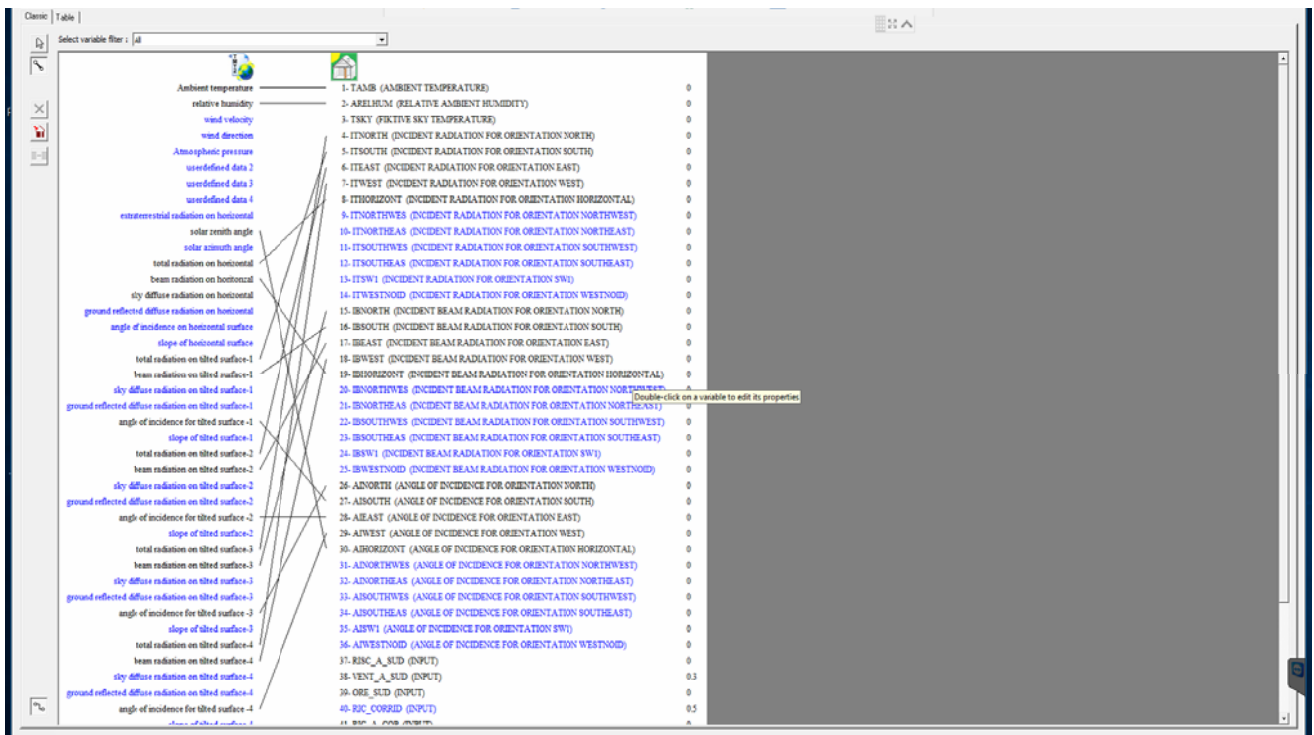 Classic Table
Select variable filter : All
Ambient temperature 1- TAMB (AMBIENT TEMPERATURE) 0
relative humidity 2- ARELHUM (RELATIVE AMBIENT HUMIDITY) 0
wind velocity 3- TSKY (FIKTIVE SKY TEMPERATURE) 0
wind direction 4- ITNORTH (INCIDENT RADIATION FOR ORIENTATION NORTH) 0
Atmospheric pressure 5- ITSOUTH (INCIDENT RADIATION FOR ORIENTATION SOUTH) 0
userdefined data 2 6- ITEAST (INCIDENT RADIATION FOR ORIENTATION EAST) 0
userdefined data 3 7- ITWEST (INCIDENT RADIATION FOR ORIENTATION WEST) 0
userdefined data 4 8- ITHORIZONT (INCIDENT RADIATION FOR ORIENTATION HORIZONTAL) 0
extraterrestrial radiation on horizontal 9- ITNORTHWES (INCIDENT RADIATION FOR ORIENTATION NORTHWEST) 0
solar zenith angle 10- ITNORTHEAS (INCIDENT RADIATION FOR ORIENTATION NORTHEAST) 0
solar azimuth angle 11- ITSOUTHWES (INCIDENT RADIATION FOR ORIENTATION SOUTHWEST) 0
total radiation on horizontal 12- ITSOUTHEAS (INCIDENT RADIATION FOR ORIENTATION SOUTHEAST) 0
beam radiation on horitonzal 13- ITSW1 (INCIDENT RADIATION FOR ORIENTATION SW1) 0
sky diffuse radiation on horizontal 14- ITWESTNOID (INCIDENT RADIATION FOR ORIENTATION WESTNOID) 0
ground reflected diffuse radiation on horizontal 15- IBNORTH (INCIDENT BEAM RADIATION FOR ORIENTATION NORTH) 0
angle of incidence on horizontal surface 16- IBSOUTH (INCIDENT BEAM RADIATION FOR ORIENTATION SOUTH) 0
slope of horizontal surface 17- IBEAST (INCIDENT BEAM RADIATION FOR ORIENTATION EAST) 0
total radiation on tilted surface-1 18- IBWEST (INCIDENT BEAM RADIATION FOR ORIENTATION WEST) 0
beam radiation on tilted surface-1 19- IBHORIZONT (INCIDENT BEAM RADIATION FOR ORIENTATION HORIZONTAL) 0
sky diffuse radiation on tilted surface-1 20- IBNORTHWES (INCIDENT BEAM RADIATION FOR ORIENTATION NORTHWEST) 0
Double-click on a variable to edit its properties
ground reflected diffuse radiation on tilted surface-1 21- IBNORTHEAS (INCIDENT BEAM RADIATION FOR ORIENTATION NORTHEAST) 0
angle of incidence for tilted surface -1 22- IBSOUTHWES (INCIDENT BEAM RADIATION FOR ORIENTATION SOUTHWEST) 0
slope of tilted surface-1 23- IBSOUTHEAS (INCIDENT BEAM RADIATION FOR ORIENTATION SOUTHEAST) 0
total radiation on tilted surface-2 24- IBSW1 (INCIDENT BEAM RADIATION FOR ORIENTATION SW1) 0
beam radiation on tilted surface-2 25- IBWESTNOID (INCIDENT BEAM RADIATION FOR ORIENTATION WESTNOID) 0
sky diffuse radiation on tilted surface-2 26- AINORTH (ANGLE OF INCIDENCE FOR ORIENTATION NORTH) 0
ground reflected diffuse radiation on tilted surface-2 27- AISOUTH (ANGLE OF INCIDENCE FOR ORIENTATION SOUTH) 0
angle of incidence for tilted surface -2 28- AIEAST (ANGLE OF INCIDENCE FOR ORIENTATION EAST) 0
slope of tilted surface-2 29- AIWEST (ANGLE OF INCIDENCE FOR ORIENTATION WEST) 0
total radiation on tilted surface-3 30- AIHORIZONT (ANGLE OF INCIDENCE FOR ORIENTATION HORIZONTAL) 0
beam radiation on tilted surface-3 31- AINORTHWES (ANGLE OF INCIDENCE FOR ORIENTATION NORTHWEST) 0
sky diffuse radiation on tilted surface-3 32- AINORTHEAS (ANGLE OF INCIDENCE FOR ORIENTATION NORTHEAST) 0
ground reflected diffuse radiation on tilted surface-3 33- AISOUTHWES (ANGLE OF INCIDENCE FOR ORIENTATION SOUTHWEST) 0
angle of incidence for tilted surface -3 34- AISOUTHEAS (ANGLE OF INCIDENCE FOR ORIENTATION SOUTHEAST) 0
slope of tilted surface-3 35- AISW1 (ANGLE OF INCIDENCE FOR ORIENTATION SW1) 0
total radiation on tilted surface-4 36- AIWESTNOID (ANGLE OF INCIDENCE FOR ORIENTATION WESTNOID) 0
beam radiation on tilted surface-4 37- RISC_A_SUD (INPUT) 0
sky diffuse radiation on tilted surface-4 38- VENT_A_SUD (INPUT) 0.3
ground reflected diffuse radiation on tilted surface-4 39- ORE_SUD (INPUT) 0
angle of incidence for tilted surface -4 40- RIC_CORRID (INPUT) 0.5
slope of tilted surface-4 41- RIC_A_COR (INPUT) 0